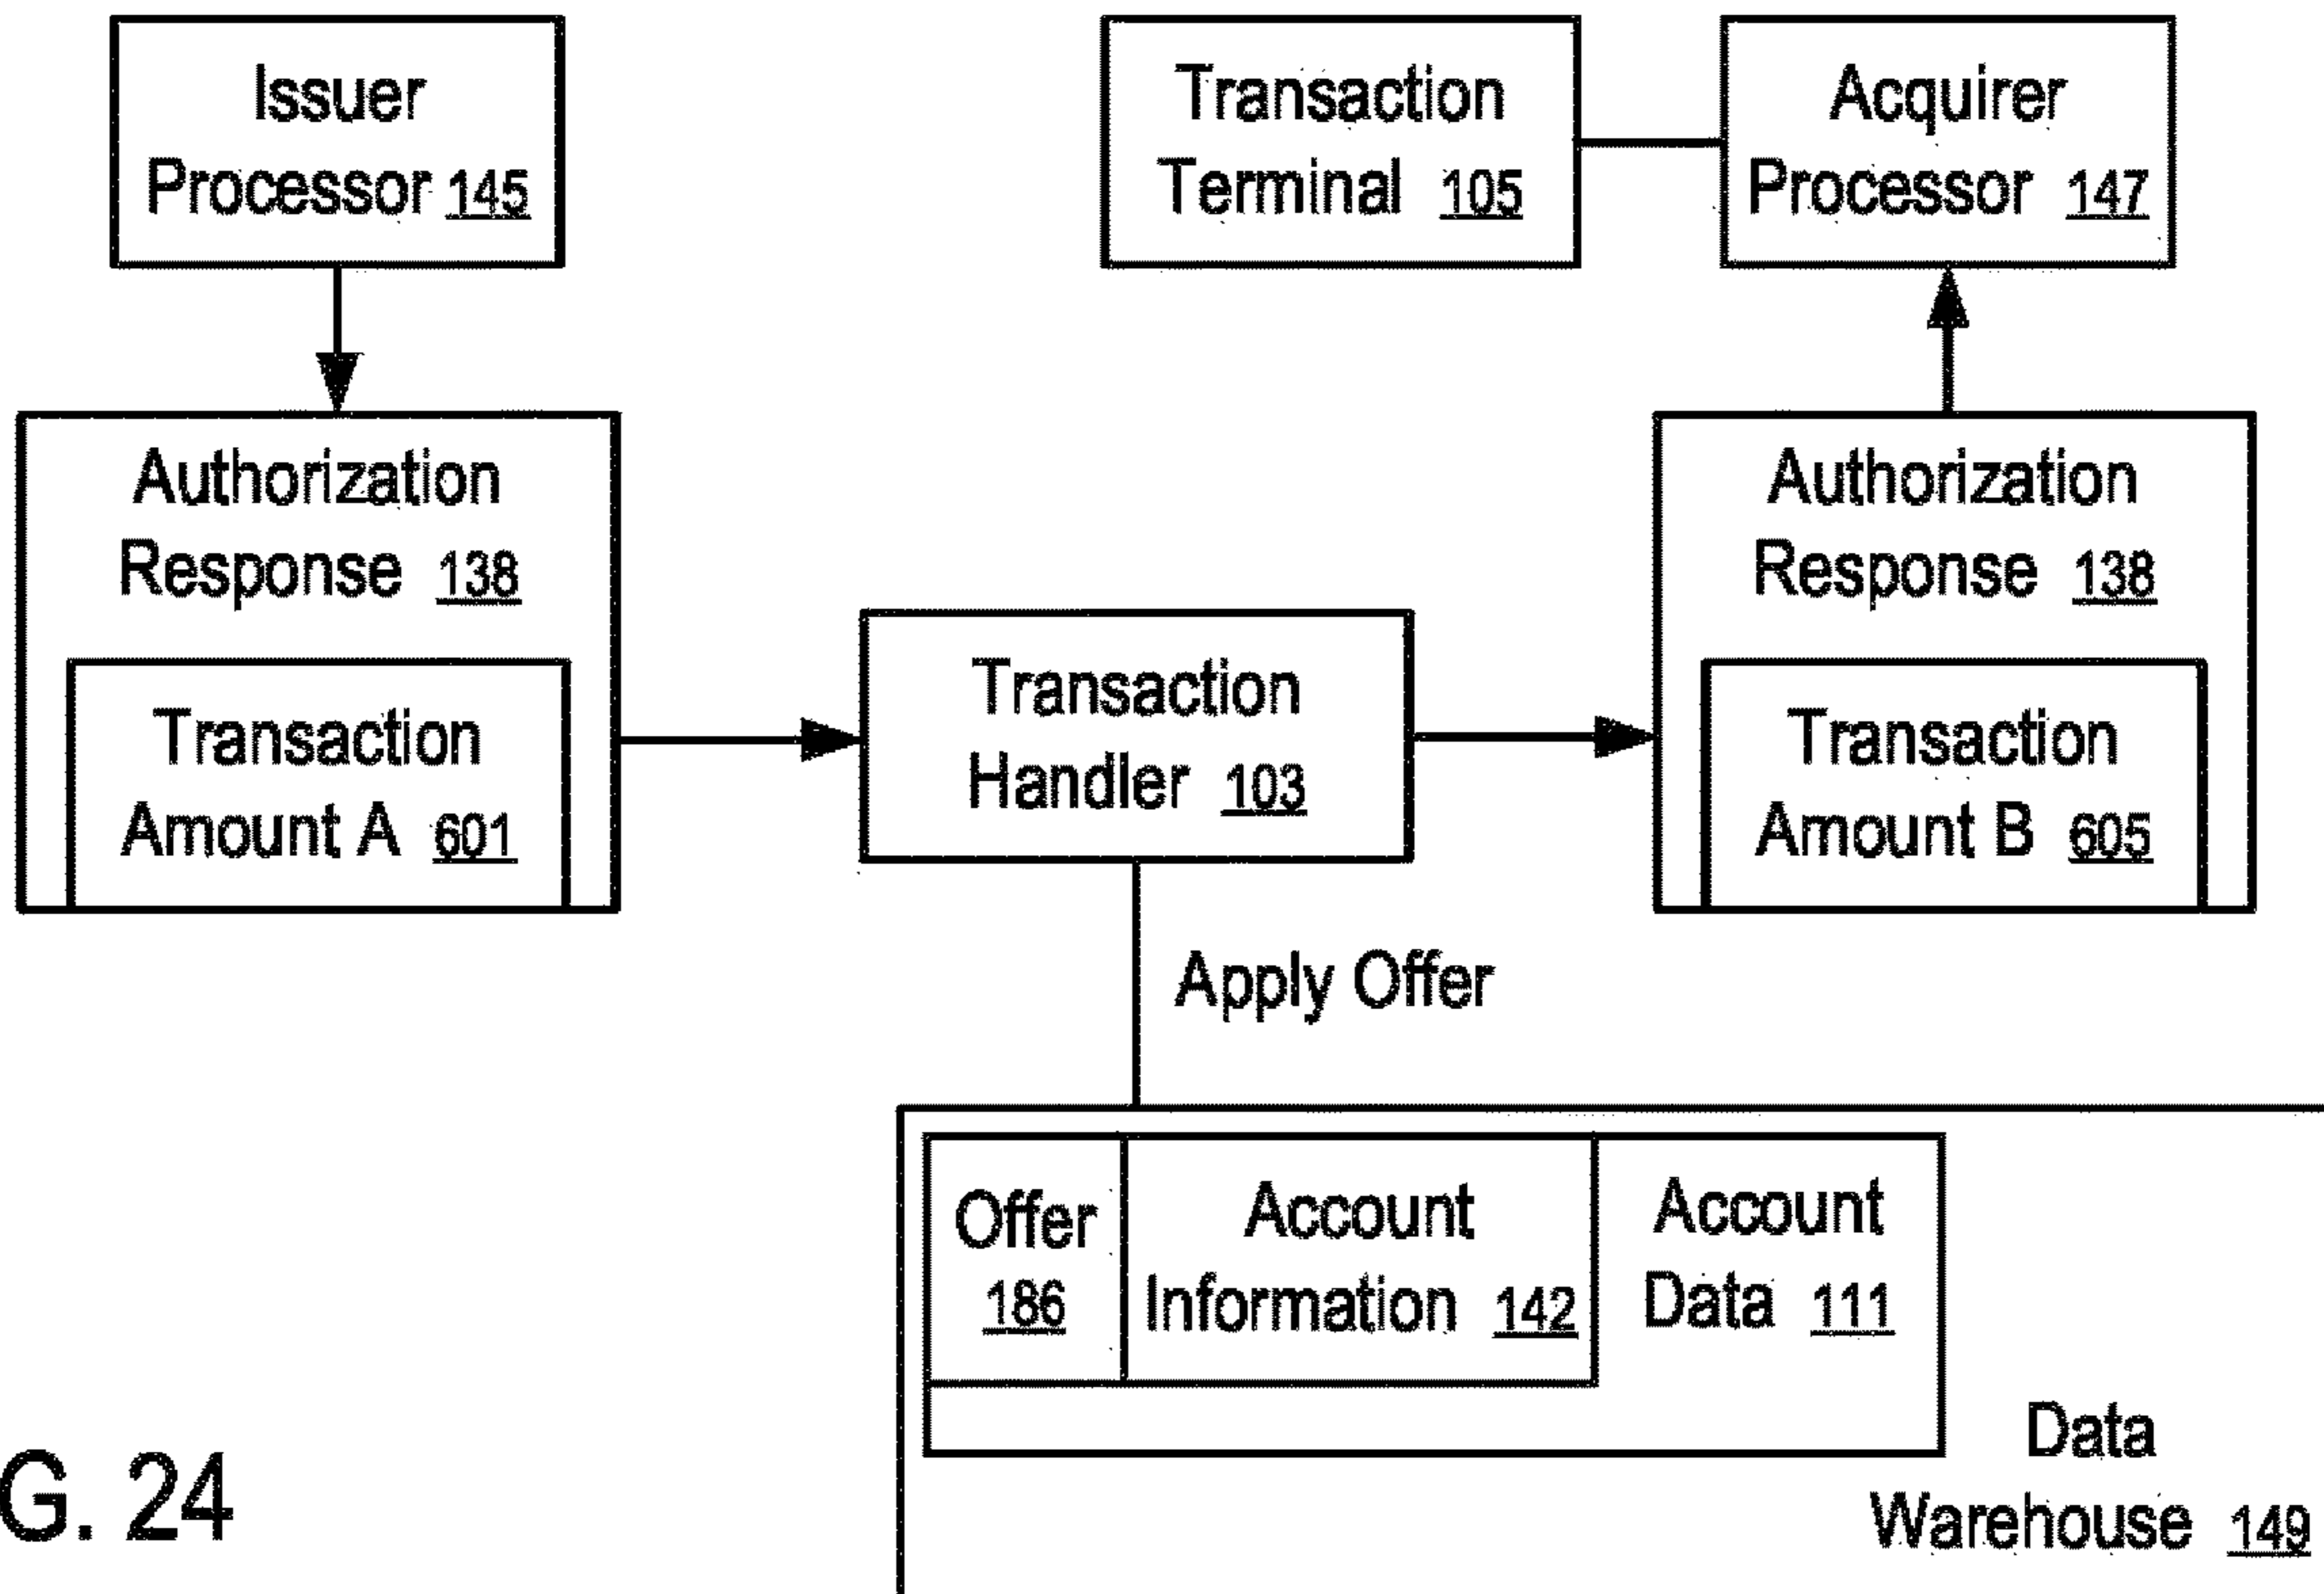 Issuer
Processor 145
Transaction
Terminal 105
Acquirer
Processor 147
Authorization
Response 138
Transaction
Amount A 601
Transaction
Handler 103
Authorization
Response 138
Transaction
Amount B 605
Apply Offer
Offer
186
Account
Information 142
Account
Data 111
Data
Warehouse 149
G. 24